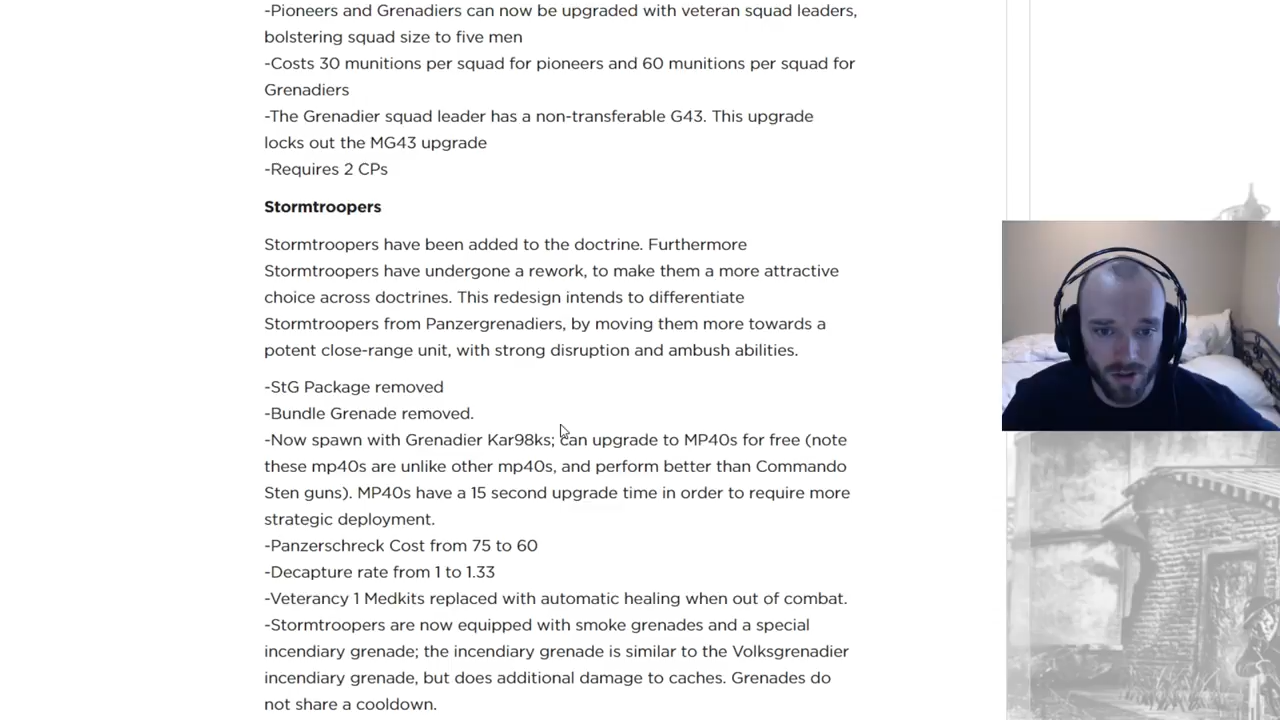 -Pioneers and Grenadiers can now be upgraded with veteran squad leaders,
bolstering squad size to five men
-Costs 30 munitions per squad for pioneers and 60 munitions per squad for
Grenadiers
-The Grenadier squad leader has a non-transferable G43. This upgrade
locks out the MG43 upgrade
-Requires 2 CPs
Stormtroopers
Stormtroopers have been added to the doctrine. Furthermore
Stormtroopers have undergone a rework, to make them a more attractive
choice across doctrines. This redesign intends to differentiate
Stormtroopers from Panzergrenadiers, by moving them more towards a
potent close-range unit, with strong disruption and ambush abilities.
-StG Package removed
-Bundle Grenade removed.
-Now spawn with Grenadier Kar98ks; can upgrade to MP40s for free (note
these mp40s are unlike other mp40s, and perform better than Commando
Sten guns). MP40s have a 15 second upgrade time in order to require more
strategic deployment.
-Panzerschreck Cost from 75 to 60
-Decapture rate from 1 to 1.33
-Veterancy 1 Medkits replaced with automatic healing when out of combat.
-Stormtroopers are now equipped with smoke grenades and a special
incendiary grenade; the incendiary grenade is similar to the Volksgrenadier
incendiary grenade, but does additional damage to caches. Grenades do
not share a cooldown.